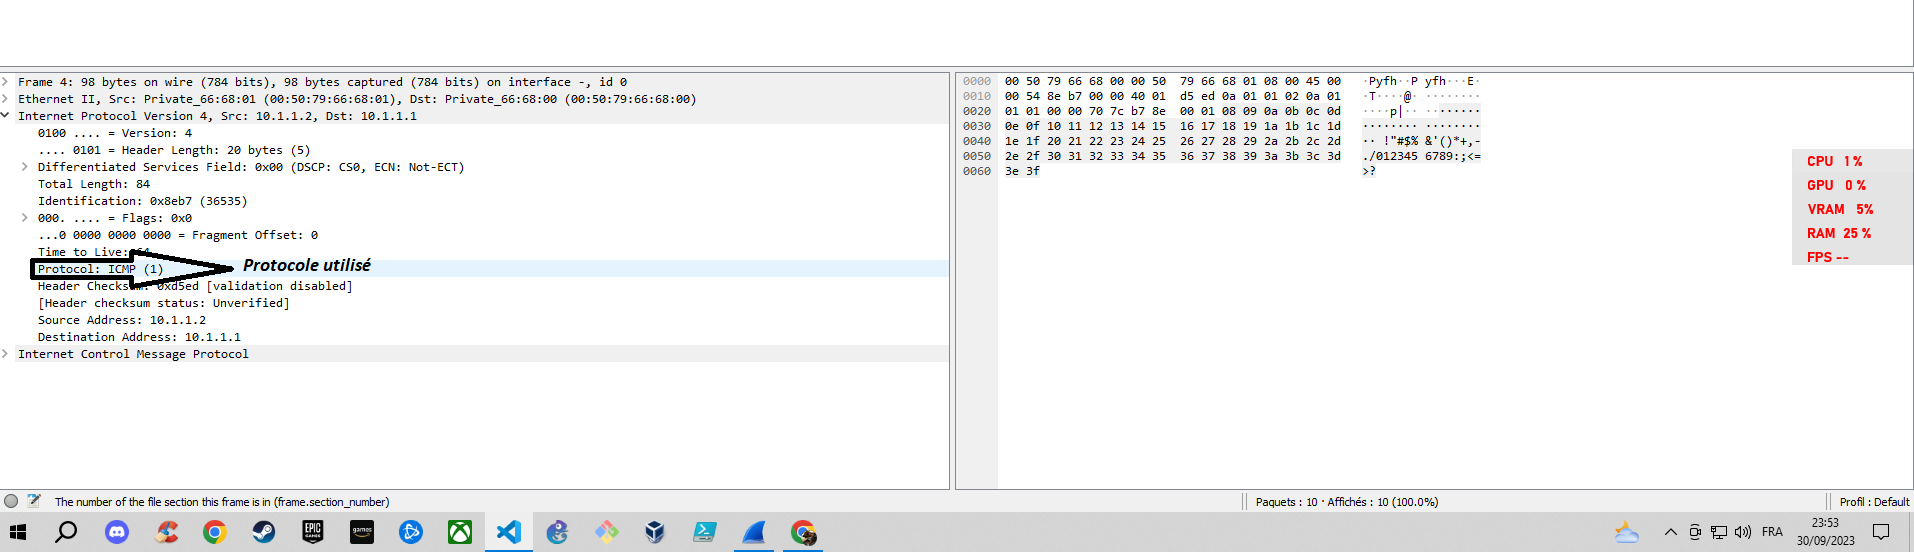 Frame 4: 98 bytes on wire (784 bits), 98 bytes captured (784 bits) on interface -, id 0
Ethernet II, Src: Private_66:68:01 (00:50:79:66:68:01), Dst: Private_66:68:00 (00:50:79:66:68:00)
Internet Protocol Version 4, Src: 10.1.1.2, Dst: 10.1.1.1
0100 .... = Version: 4
.... 0101 = Header Length: 20 bytes (5)
Differentiated Services Field: 0x00 (DSCP: CS0, ECN: Not-ECT)
Total Length: 84
Identification: 0x8eb7 (36535)
000. .... = Flags: 0x0
...0 0000 0000 0000 = Fragment Offset: 0
Time to Live: 64
Protocol: ICMP (1)
Protocole utilisé
Header Checksum: 0xd5ed [validation disabled]
[Header checksum status: Unverified]
Source Address: 10.1.1.2
Destination Address: 10.1.1.1
Internet Control Message Protocol
0000 00 50 79 66 68 00 00 50 79 66 68 01 08 00 45 00 ·Pyfh··P yfh···E·
0010 00 54 8e b7 00 00 40 01 d5 ed 0a 01 01 02 0a 01 ·T····@· ········
0020 01 01 00 00 70 7c b7 8e 00 01 08 09 0a 0b 0c 0d ····p|·· ········
0030 0e 0f 10 11 12 13 14 15 16 17 18 19 1a 1b 1c 1d ········ ········
0040 1e 1f 20 21 22 23 24 25 26 27 28 29 2a 2b 2c 2d ·· !"#$% &'()*+,-
0050 2e 2f 30 31 32 33 34 35 36 37 38 39 3a 3b 3c 3d ./012345 6789:;<=
0060 3e 3f >?
CPU 1 %
GPU 0 %
VRAM 5%
RAM 25 %
FPS --
The number of the file section this frame is in (frame.section_number)
Paquets : 10 · Affichés : 10 (100.0%)
Profil : Default
EPIC
GAMES
games
FRA
23:53
30/09/2023